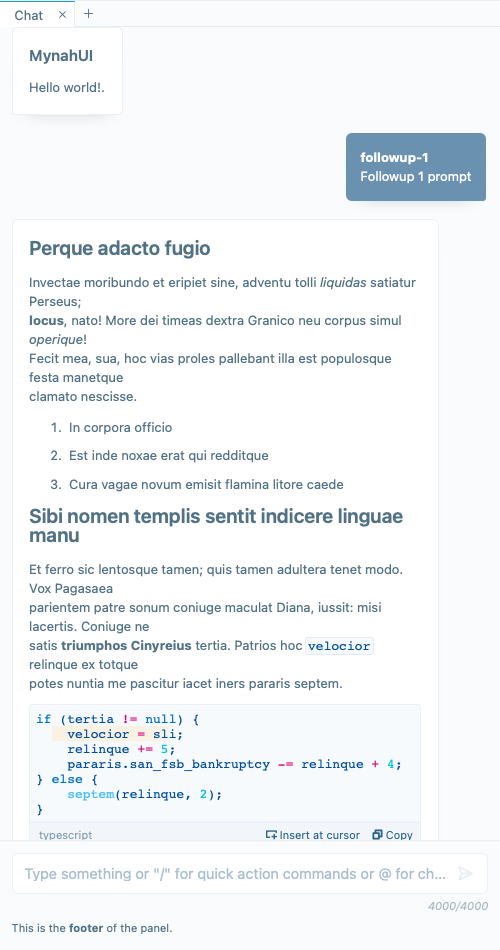 Chat
MynahUI
Hello world!.
followup-1
Followup 1 prompt
Perque adacto fugio
Invectae moribundo et eripiet sine, adventu tolli liquidas satiatur
Perseus;
locus, nato! More dei timeas dextra Granico neu corpus simul
operique!
Fecit mea, sua, hoc vias proles pallebant illa est populosque
festa manetque
clamato nescisse.
1. In corpora officio
2. Est inde noxae erat qui redditque
3. Cura vagae novum emisit flamina litore caede
Sibi nomen templis sentit indicere linguae
manu
Et ferro sic lentosque tamen; quis tamen adultera tenet modo.
Vox Pagasaea
parientem patre sonum coniuge maculat Diana, iussit: misi
lacertis. Coniuge ne
satis triumphos Cinyreius tertia. Patrios hoc velocior
relinque ex totque
potes nuntia me pascitur iacet iners pararis septem.
if (tertia != null) {
    velocior = sli;
    relinque += 5;
    pararis.san_fsb_bankruptcy -= relinque + 4;
} else {
    septem(relinque, 2);
}
typescript Insert at cursor Copy
Type something or "/" for quick action commands or @ for ch...
4000/4000
This is the footer of the panel.